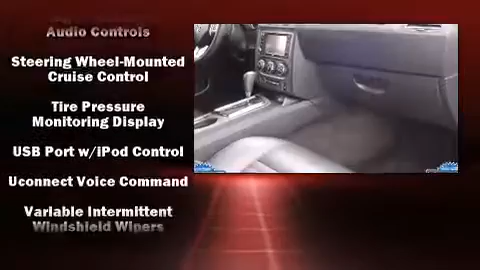 Audio Controls
Steering Wheel-Mounted
Cruise Control
Tire Pressure
Monitoring Display
USB Port w/iPod Control
Uconnect Voice Command
Variable Intermittent
Windshield Wipers